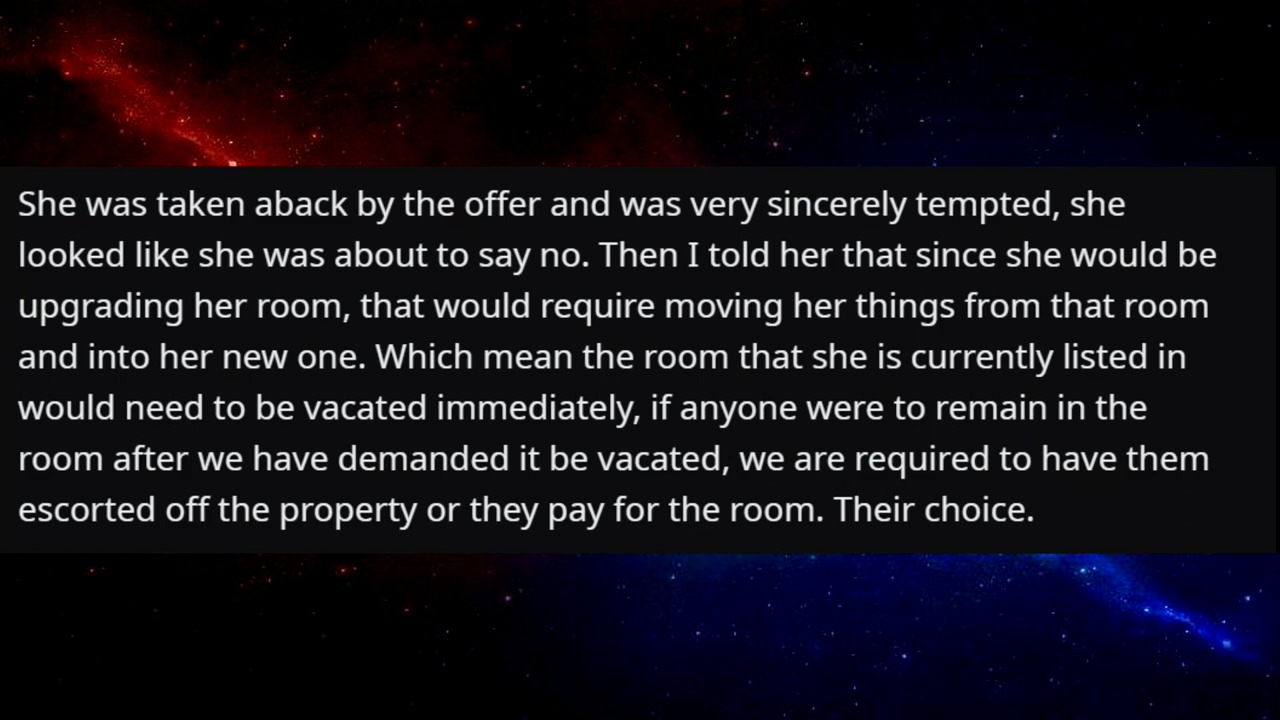 She was taken aback by the offer and was very sincerely tempted, she
looked like she was about to say no. Then I told her that since she would be
upgrading her room, that would require moving her things from that room
and into her new one. Which mean the room that she is currently listed in
would need to be vacated immediately, if anyone were to remain in the
room after we have demanded it be vacated, we are required to have them
escorted off the property or they pay for the room. Their choice.